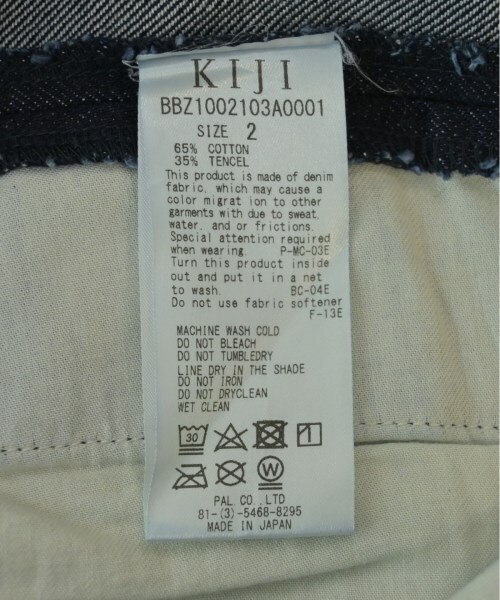 KIJI
BBZ1002103A0001
SIZE 2
65% COTTON
35% TENCEL
This product is made of denim
fabric, which may cause a
color migrat ion to other
garments with due to sweat,
water, and or frictions.
Special attention required
when wearing. P-MC-03E
Turn this product inside
out and put it in a net
to wash. BC-04E
Do not use fabric softener
F-13E
MACHINE WASH COLD
DO NOT BLEACH
DO NOT TUMBLEDRY
LINE DRY IN THE SHADE
DO NOT IRON
DO NOT DRYCLEAN
WET CLEAN
30
W
PAL CO.,LTD
81-(3)-5468-8295
MADE IN JAPAN